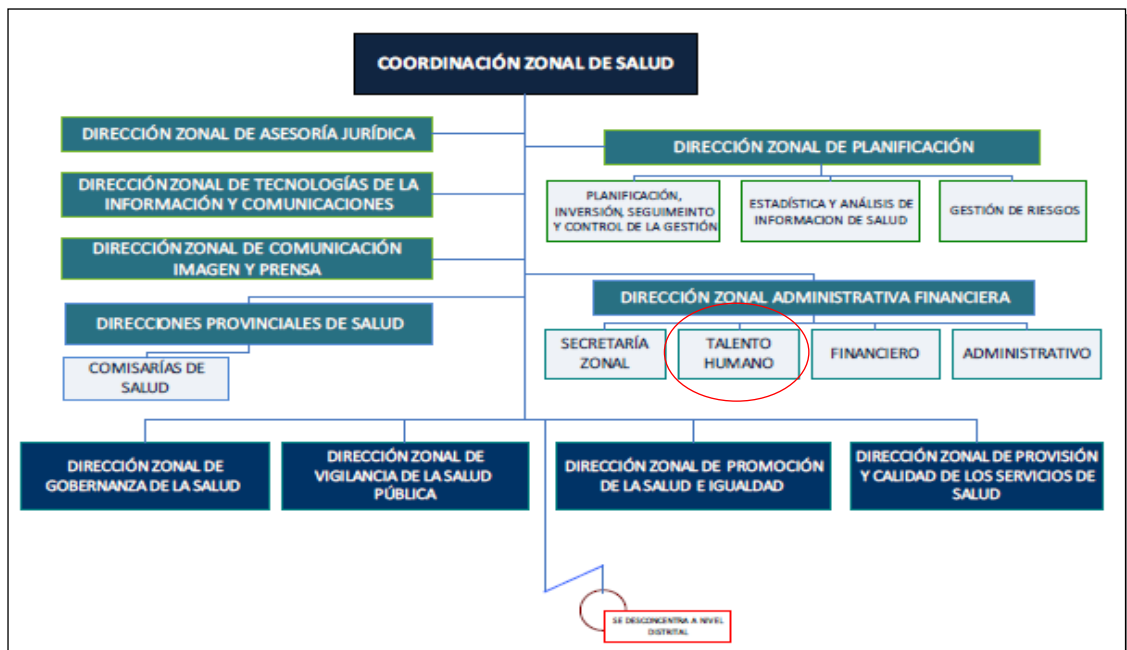 COORDINACIÓN ZONAL DE SALUD
DIRECCIÓN ZONAL DE ASESORÍA JURÍDICA
DIRECCIÓN ZONAL DE PLANIFICACIÓN
DIRECCIÓN ZONAL DE TECNOLOGÍAS DE LA
INFORMACIÓN Y COMUNICACIONES
PLANIFICACIÓN,
INVERSIÓN, SEGUIMEINTO
Y CONTROL DE LA GESTIÓN
ESTADÍSTICA Y ANÁLISIS DE
INFORMACION DE SALUD
GESTIÓN DE RIESGOS
DIRECCIÓN ZONAL DE COMUNICACIÓN
IMAGEN Y PRENSA
DIRECCIÓN ZONAL ADMINISTRATIVA FINANCIERA
DIRECCIONES PROVINCIALES DE SALUD
SECRETARÍA
ZONAL
TALENTO
HUMANO
FINANCIERO
ADMINISTRATIVO
COMISARÍAS DE
SALUD
DIRECCIÓN ZONAL DE
GOBERNANZA DE LA SALUD
DIRECCIÓN ZONAL DE
VIGILANCIA DE LA SALUD
PÚBLICA
DIRECCIÓN ZONAL DE PROMOCIÓN
DE LA SALUD E IGUALDAD
DIRECCIÓN ZONAL DE PROVISIÓN
Y CALIDAD DE LOS SERVICIOS DE
SALUD
SE DESCONCENTRA A NIVEL
DISTRITAL